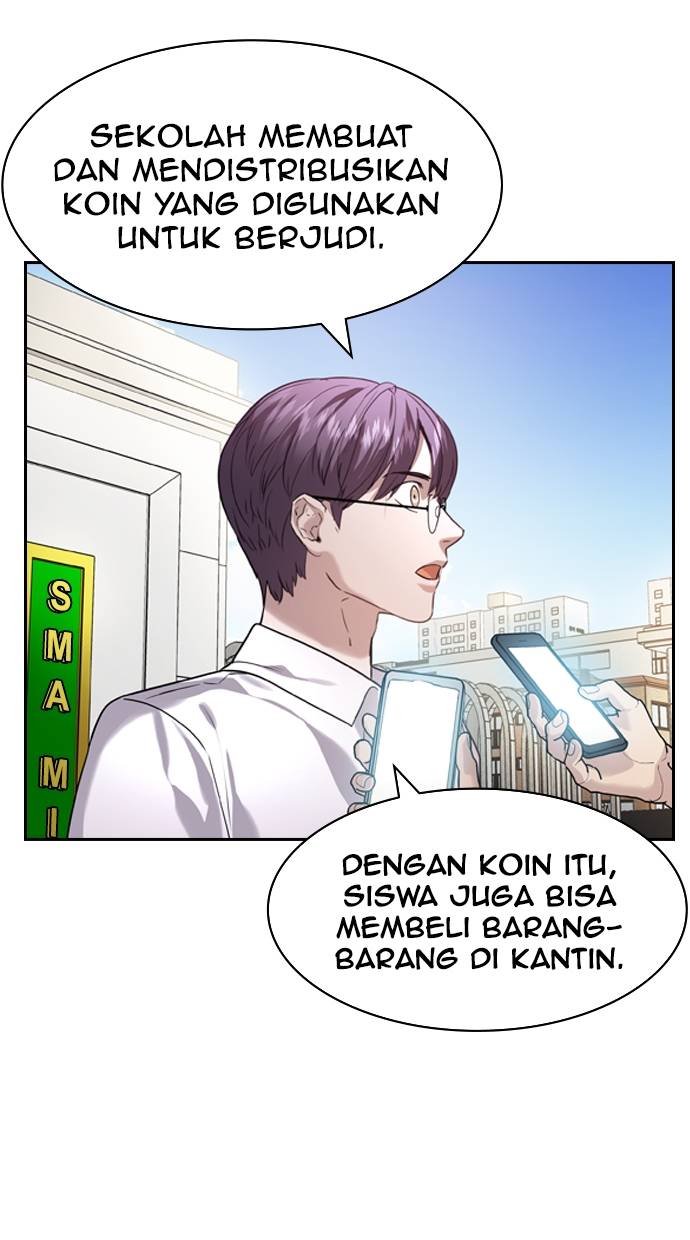 SEKOLAH MEMBUAT
DAN MENDISTRIBUSIKAN
KOIN YANG DIGUNAKAN
UNTUK BERJUDI.
SMA MI
DENGAN KOIN ITU,
SISWA JUGA BISA
MEMBELI BARANG-
BARANG DI KANTIN.